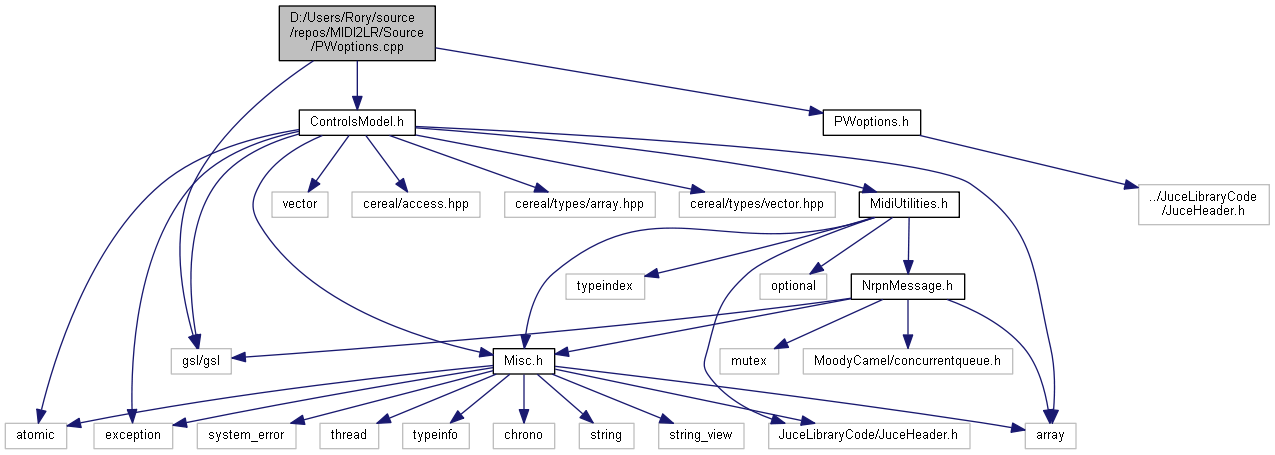 D:/Users/Rory/source
/repos/MIDI2LR/Source
/PWoptions.cpp
ControlsModel.h
PWoptions.h
vector
cereal/access.hpp
cereal/types/array.hpp
cereal/types/vector.hpp
MidiUtilities.h
../JuceLibraryCode
/JuceHeader.h
typeindex
optional
NrpnMessage.h
gsl/gsl
Misc.h
mutex
MoodyCamel/concurrentqueue.h
atomic
exception
system_error
thread
typeinfo
chrono
string
string_view
JuceLibraryCode/JuceHeader.h
array